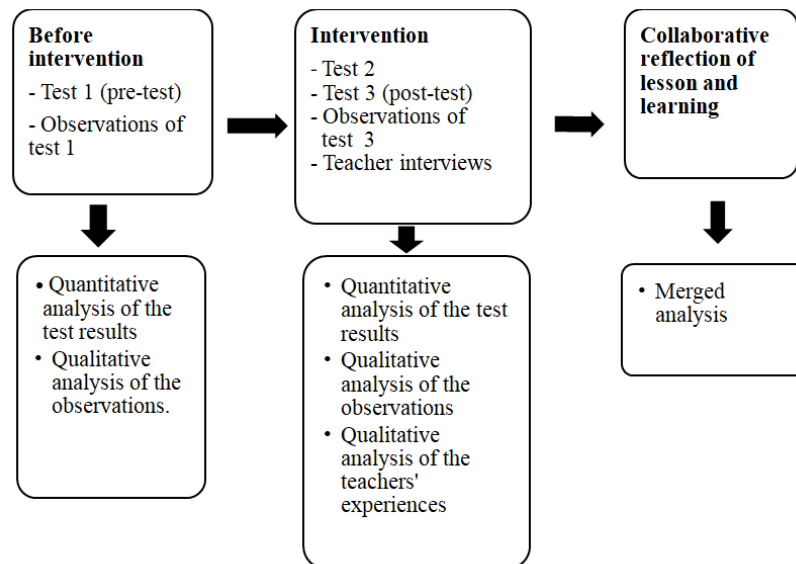 Before
intervention
- Test 1 (pre-test)
- Observations of
test 1
Intervention
- Test 2
- Test 3 (post-test)
- Observations of
test 3
- Teacher interviews
Collaborative
reflection of
lesson and
learning
• Quantitative
analysis of the
test results
• Qualitative
analysis of the
observations.
• Quantitative
analysis of the test
results
• Qualitative
analysis of the
observations
• Qualitative
analysis of the
teachers'
experiences
• Merged
analysis